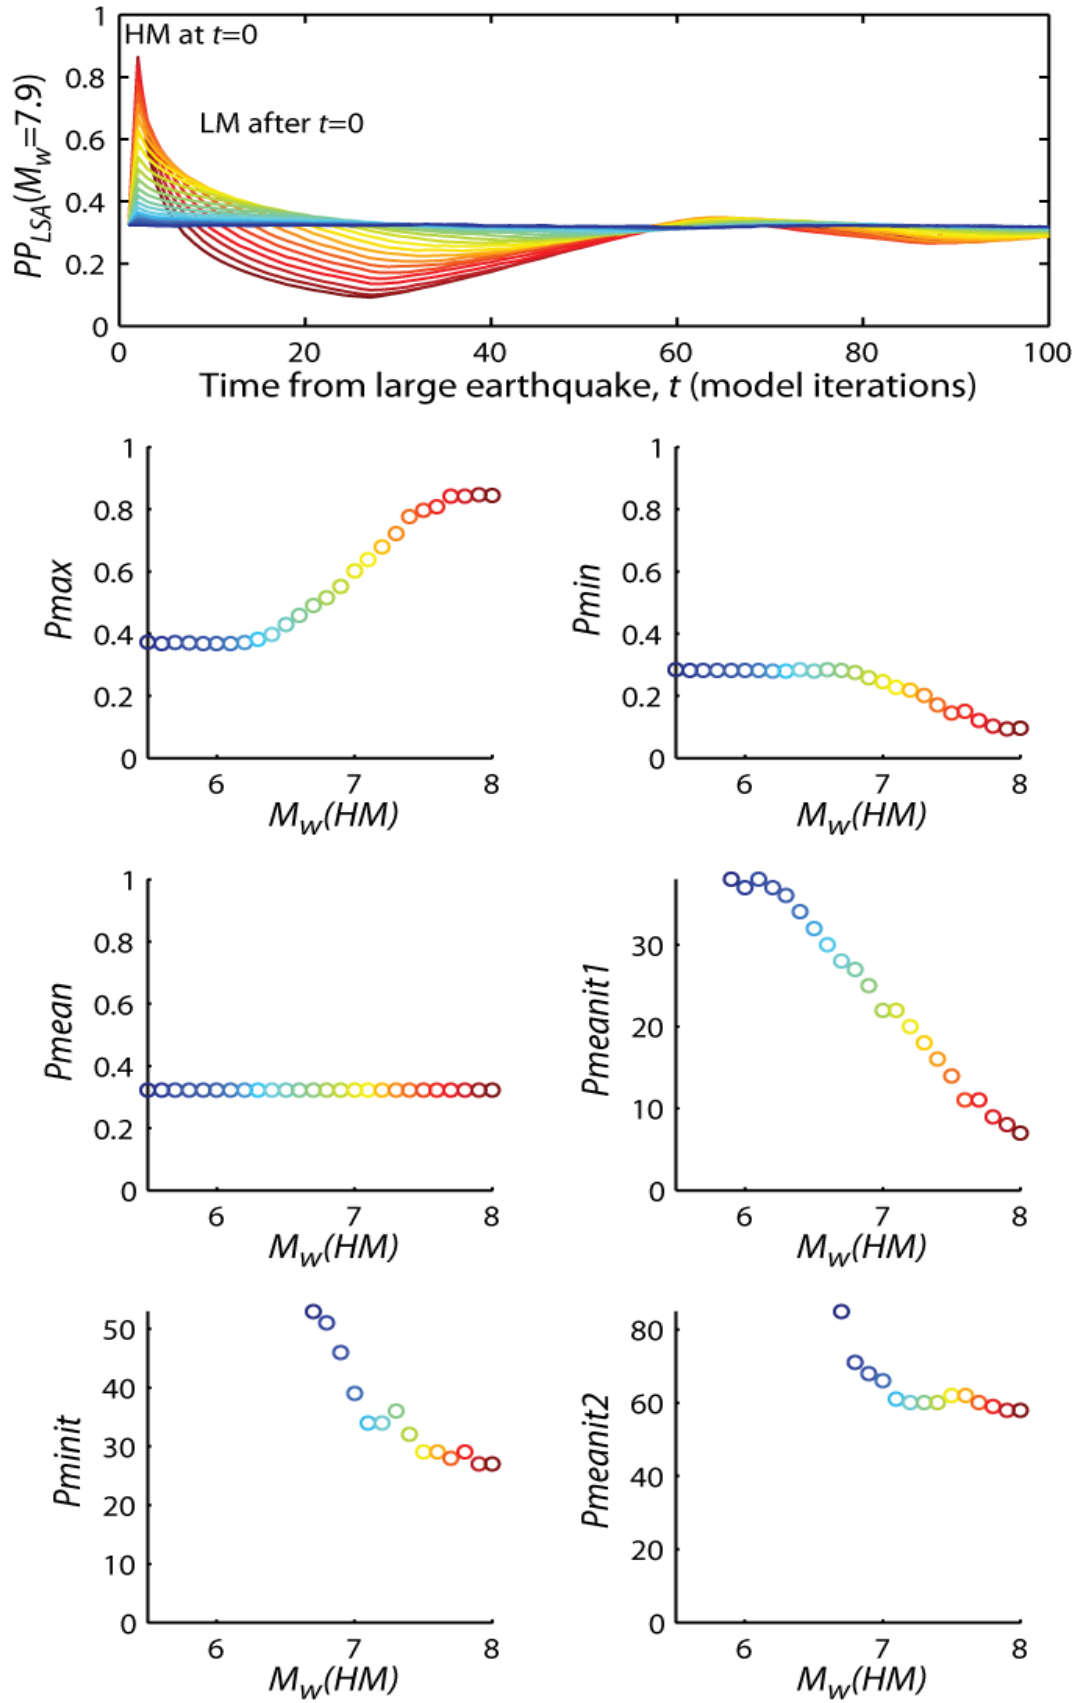 HM at t=0
LM after t=0
PP_LSA(M_w=7.9)
1
0.8
0.6
0.4
0.2
0
0 20 40 60 80 100
Time from large earthquake, t (model iterations)
Pmax
1
0.8
0.6
0.4
0.2
0
6 7 8
M_w(HM)
Pmin
1
0.8
0.6
0.4
0.2
0
6 7 8
M_w(HM)
Pmean
1
0.8
0.6
0.4
0.2
0
6 7 8
M_w(HM)
Pmeanit1
30
20
10
0
6 7 8
M_w(HM)
Pminit
50
40
30
20
10
0
6 7 8
M_w(HM)
Pmeanit2
80
60
40
20
0
6 7 8
M_w(HM)